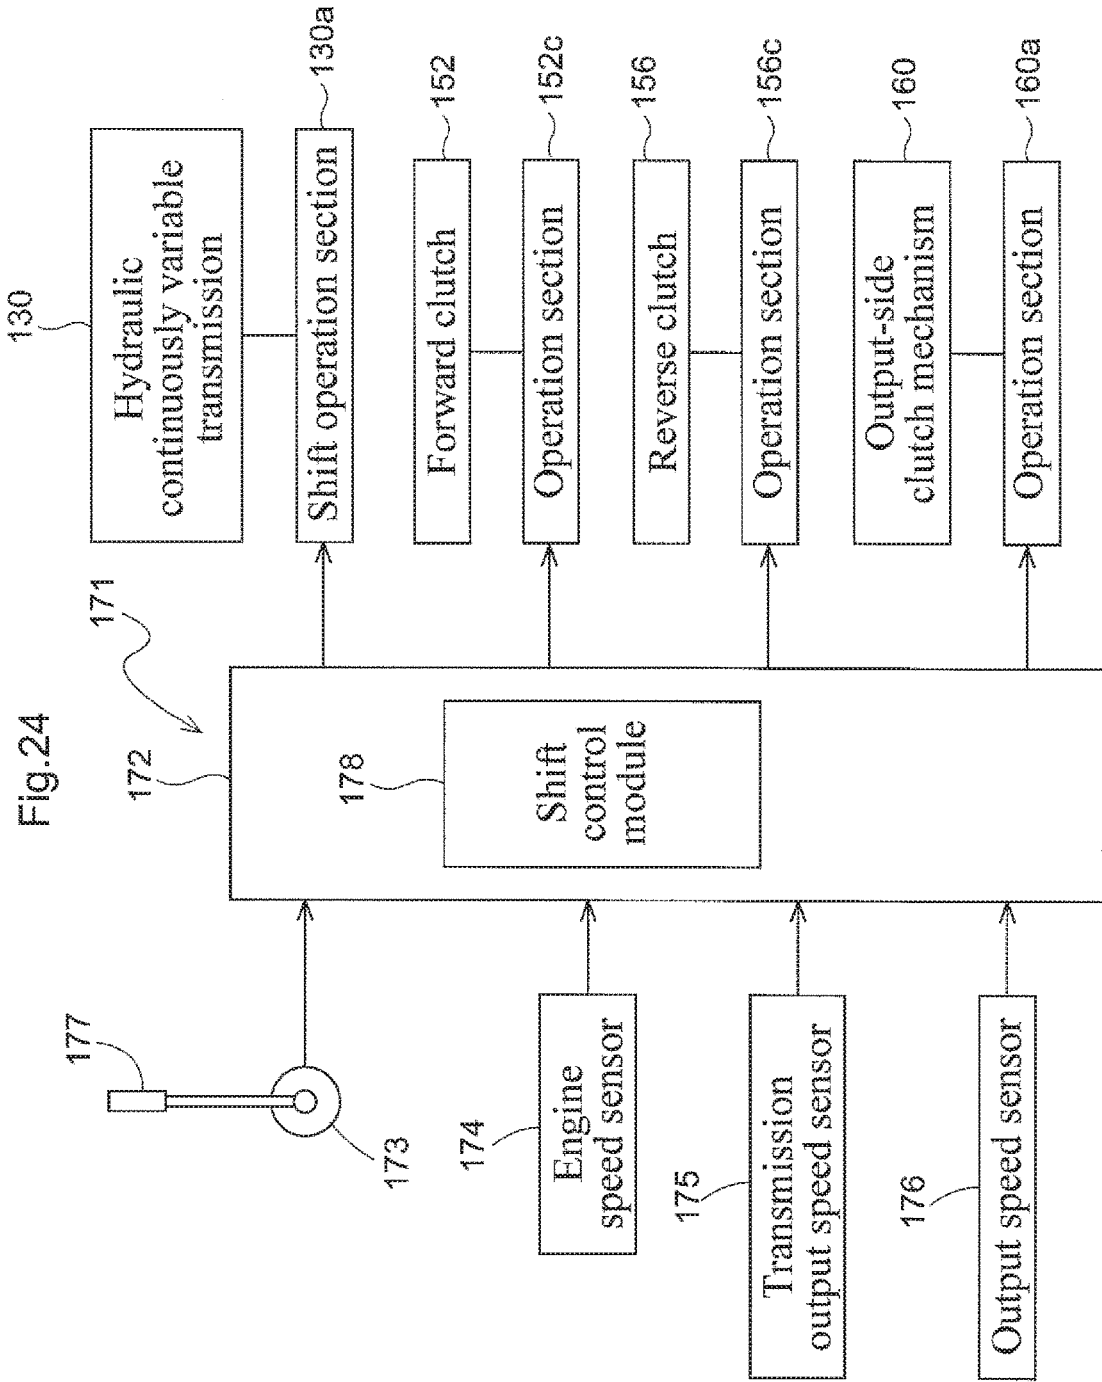 Fig.24
171
172
178
Shift
control
module
177
173
174
Engine
speed sensor
175
Transmission
output speed sensor
176
Output speed sensor
130
Hydraulic
continuously variable
transmission
130a
Shift operation section
152
Forward clutch
152c
Operation section
156
Reverse clutch
156c
Operation section
160
Output-side
clutch mechanism
160a
Operation section